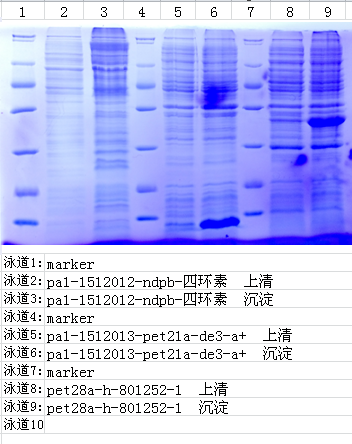 1 2 3 4 5 6 7 8 9
泳道1: marker
泳道2: pa1-1512012-ndpb-四环素 上清
泳道3: pa1-1512012-ndpb-四环素 沉淀
泳道4: marker
泳道5: pa1-1512013-pet21a-de3-a+ 上清
泳道6: pa1-1512013-pet21a-de3-a+ 沉淀
泳道7: marker
泳道8: pet28a-h-801252-1 上清
泳道9: pet28a-h-801252-1 沉淀
泳道10